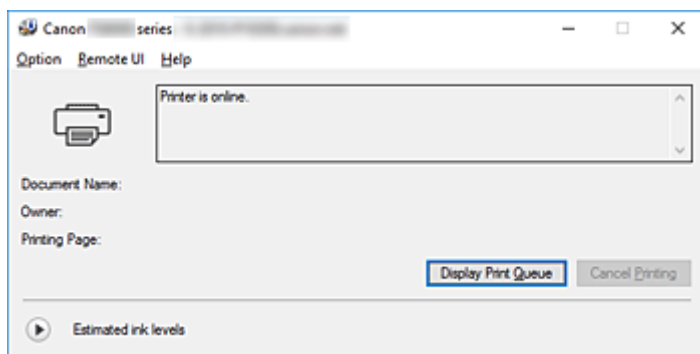 Canon series
Option Remote UI Help
Printer is online.
Document Name:
Owner:
Printing Page:
Display Print Queue Cancel Printing
Estimated ink levels